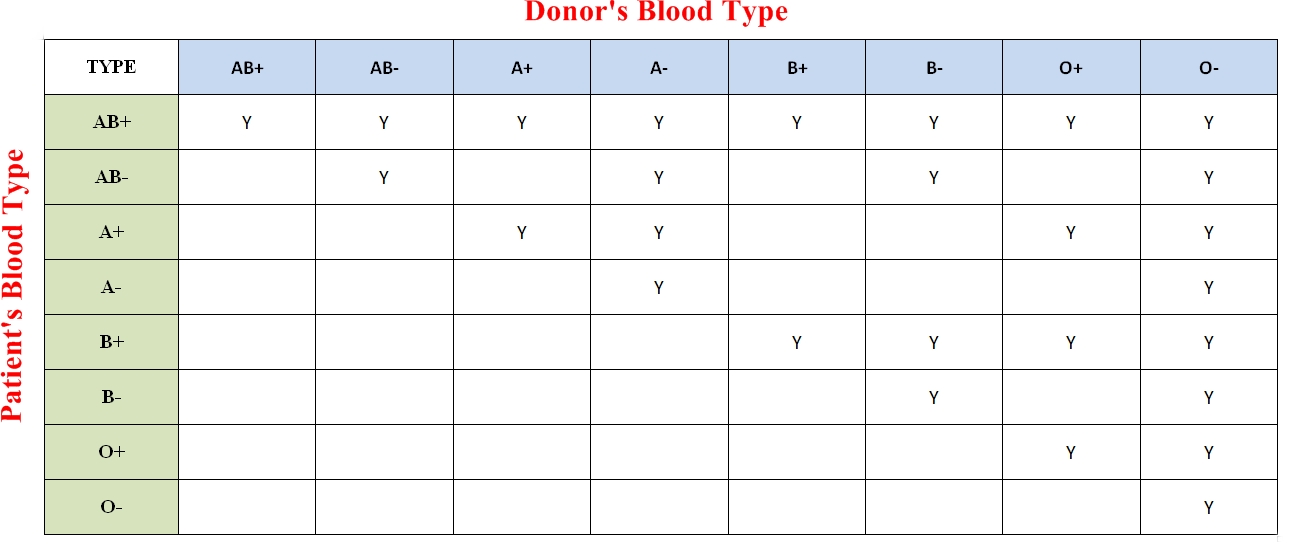 Donor's Blood Type
Patient's Blood Type
TYPE AB+ AB- A+ A- B+ B- O+ O-
AB+ Y Y Y Y Y Y Y Y
AB- Y Y Y Y
A+ Y Y Y Y
A- Y Y
B+ Y Y Y Y
B- Y Y
O+ Y Y
O- Y